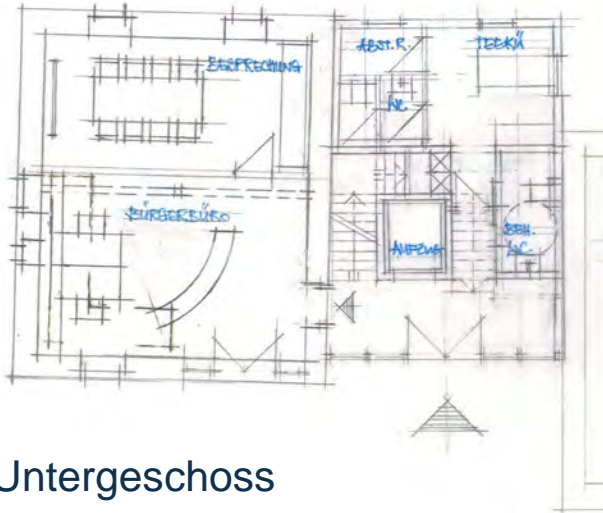 BESPRECHUNG
ABST.R.
TEEKÜ
WC.
BÜRGERBÜRO
AUFZUG
BEH.
WC.
Untergeschoss